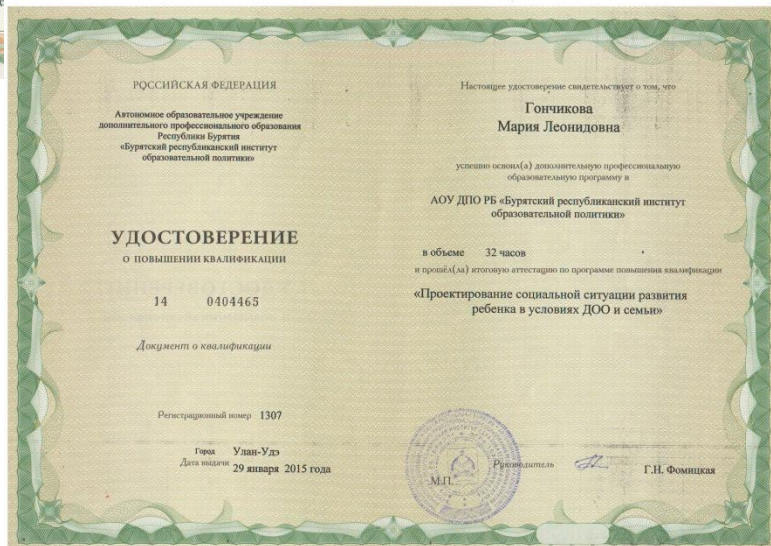 РОССИЙСКАЯ ФЕДЕРАЦИЯ
Автономное образовательное учреждение
дополнительного профессионального образования
Республики Бурятия
«Бурятский республиканский институт
образовательной политики»
УДОСТОВЕРЕНИЕ
О ПОВЫШЕНИИ КВАЛИФИКАЦИИ
14 0404465
Документ о квалификации
Регистрационный номер 1307
Город Улан-Удэ
Дата выдачи 29 января 2015 года
Настоящее удостоверение свидетельствует о том, что
Гончикова
Мария Леонидовна
успешно освоил(а) дополнительную профессиональную
образовательную программу в
АОУ ДПО РБ «Бурятский республиканский институт
образовательной политики»
в объеме 32 часов
и прошёл(ла) итоговую аттестацию по программе повышения квалификации
«Проектирование социальной ситуации развития
ребенка в условиях ДОО и семьи»
Руководитель Г.Н. Фомицкая
М.П.